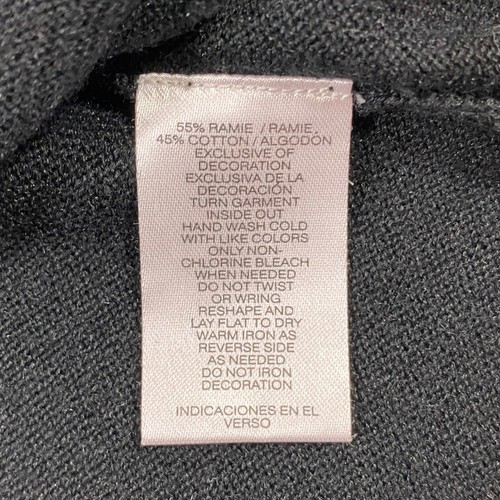 55% RAMIE / RAMIE
45% COTTON / ALGODÓN
EXCLUSIVE OF
DECORATION
EXCLUSIVA DE LA
DECORACIÓN
TURN GARMENT
INSIDE OUT
HAND WASH COLD
WITH LIKE COLORS
ONLY NON-
CHLORINE BLEACH
WHEN NEEDED
DO NOT TWIST
OR WRING
RESHAPE AND
LAY FLAT TO DRY
WARM IRON AS
REVERSE SIDE
AS NEEDED
DO NOT IRON
DECORATION
INDICACIONES EN EL
VERSO